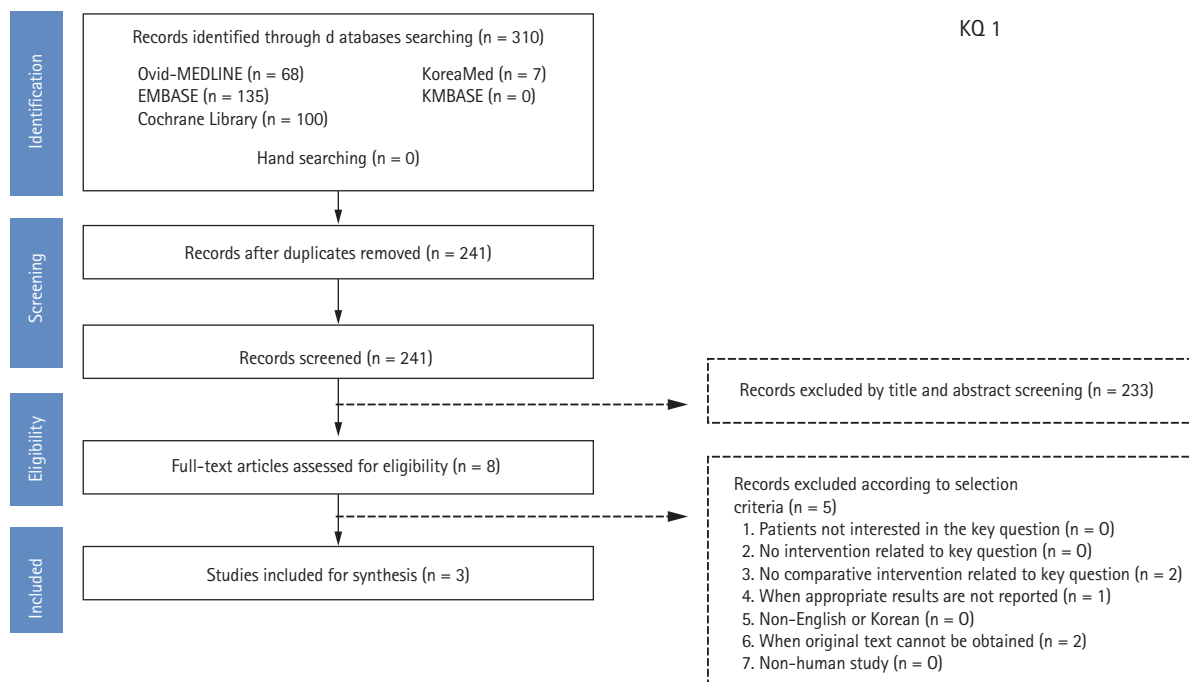 KQ 1
Identification
Records identified through d atabases searching (n = 310)
Ovid-MEDLINE (n = 68)
EMBASE (n = 135)
Cochrane Library (n = 100)
KoreaMed (n = 7)
KMBASE (n = 0)
Hand searching (n = 0)
Screening
Records after duplicates removed (n = 241)
Records screened (n = 241)
Records excluded by title and abstract screening (n = 233)
Eligibility
Full-text articles assessed for eligibility (n = 8)
Records excluded according to selection
criteria (n = 5)
1. Patients not interested in the key question (n = 0)
2. No intervention related to key question (n = 0)
3. No comparative intervention related to key question (n = 2)
4. When appropriate results are not reported (n = 1)
5. Non-English or Korean (n = 0)
6. When original text cannot be obtained (n = 2)
7. Non-human study (n = 0)
Included
Studies included for synthesis (n = 3)